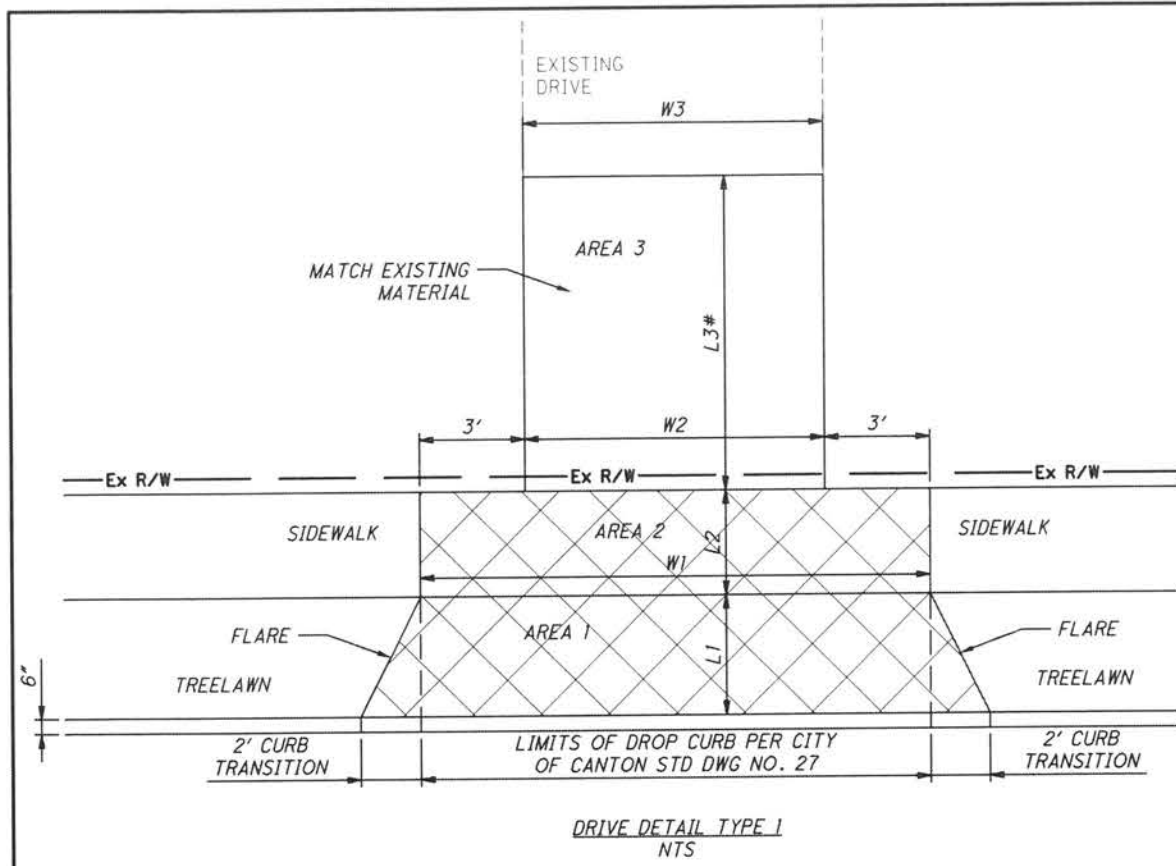 EXISTING
DRIVE
W3
AREA 3
MATCH EXISTING
MATERIAL
L3#
3'
W2
3'
Ex R/W
Ex R/W
Ex R/W
SIDEWALK
AREA 2
L2
SIDEWALK
W1
FLARE
AREA 1
L1
FLARE
TREELAWN
TREELAWN
6"
2' CURB
TRANSITION
LIMITS OF DROP CURB PER CITY
OF CANTON STD DWG NO. 27
2' CURB
TRANSITION
DRIVE DETAIL TYPE 1
NTS